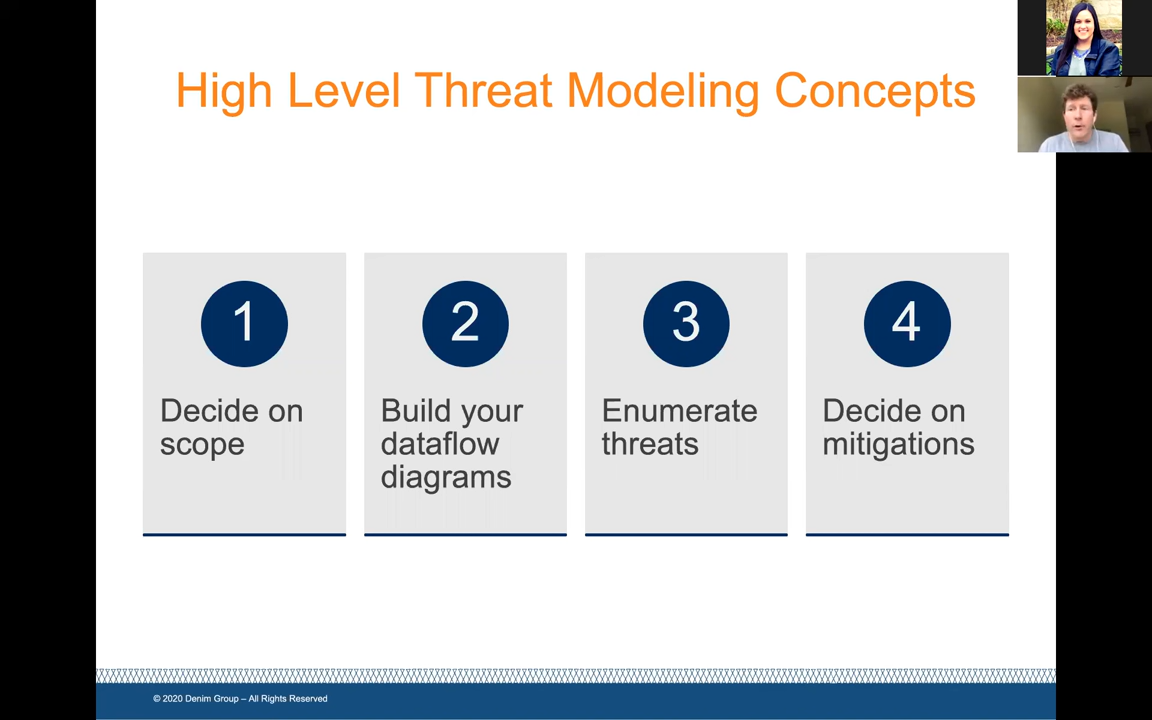 High Level Threat Modeling Concepts
1
Decide on
scope
2
Build your
dataflow
diagrams
3
Enumerate
threats
4
Decide on
mitigations
© 2020 Denim Group – All Rights Reserved